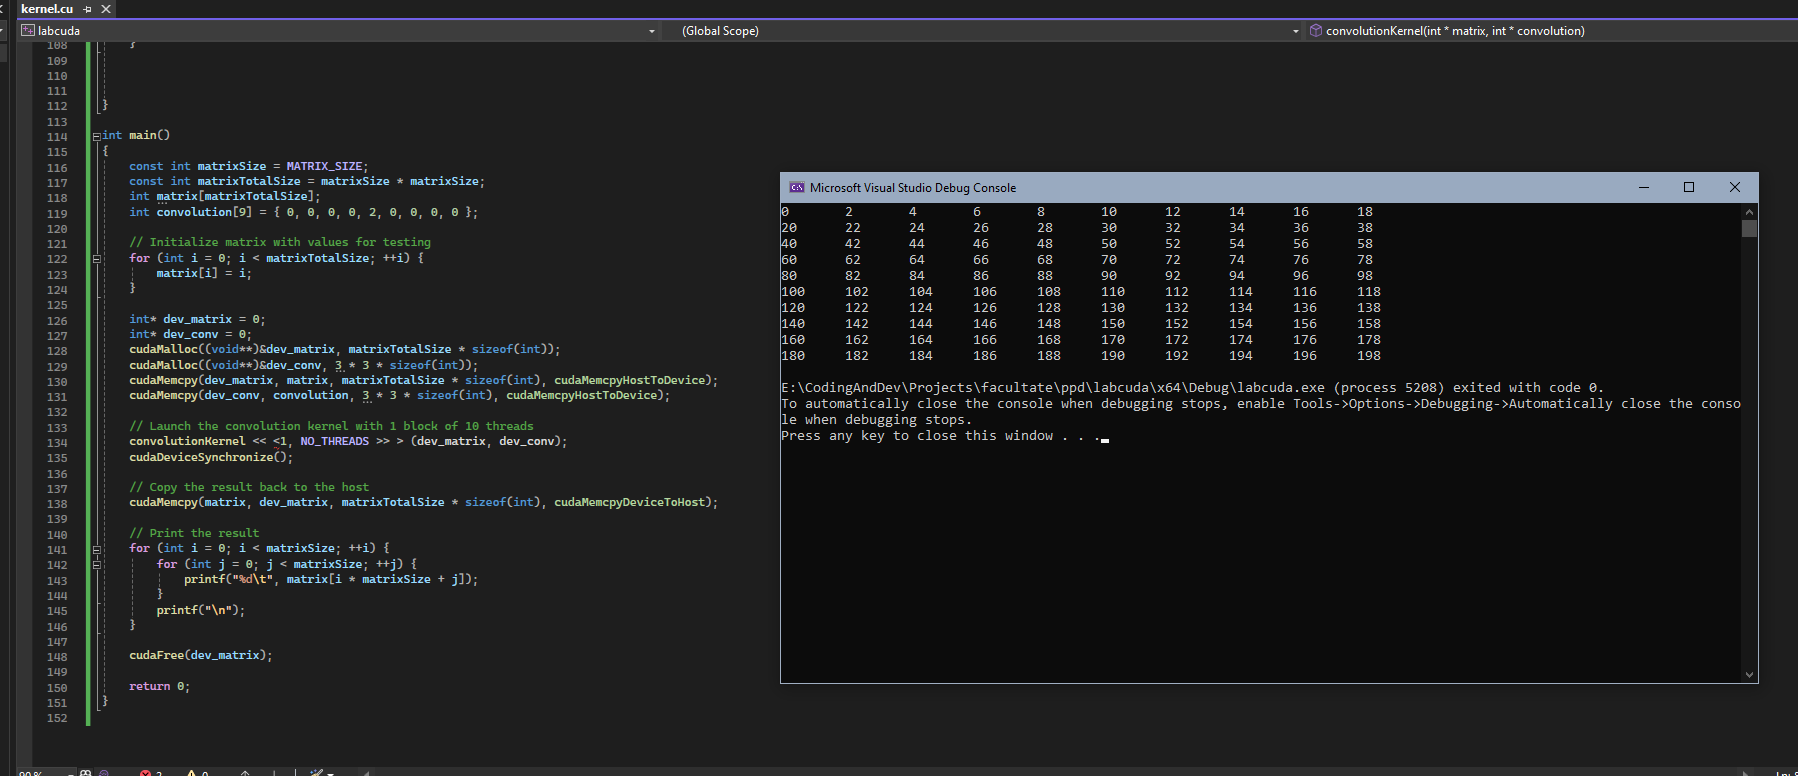 kernel.cu
labcuda
(Global Scope)
convolutionKernel(int * matrix, int * convolution)
108 }
109
110
111
112 }
113
114 int main()
115 {
116 const int matrixSize = MATRIX_SIZE;
117 const int matrixTotalSize = matrixSize * matrixSize;
118 int matrix[matrixTotalSize];
119 int convolution[9] = { 0, 0, 0, 0, 2, 0, 0, 0, 0 };
120
121 // Initialize matrix with values for testing
122 for (int i = 0; i < matrixTotalSize; ++i) {
123 matrix[i] = i;
124 }
125
126 int* dev_matrix = 0;
127 int* dev_conv = 0;
128 cudaMalloc((void**)&dev_matrix, matrixTotalSize * sizeof(int));
129 cudaMalloc((void**)&dev_conv, 3 * 3 * sizeof(int));
130 cudaMemcpy(dev_matrix, matrix, matrixTotalSize * sizeof(int), cudaMemcpyHostToDevice);
131 cudaMemcpy(dev_conv, convolution, 3 * 3 * sizeof(int), cudaMemcpyHostToDevice);
132
133 // Launch the convolution kernel with 1 block of 10 threads
134 convolutionKernel << <1, NO_THREADS >> > (dev_matrix, dev_conv);
135 cudaDeviceSynchronize();
136
137 // Copy the result back to the host
138 cudaMemcpy(matrix, dev_matrix, matrixTotalSize * sizeof(int), cudaMemcpyDeviceToHost);
139
140 // Print the result
141 for (int i = 0; i < matrixSize; ++i) {
142 for (int j = 0; j < matrixSize; ++j) {
143 printf("%d\t", matrix[i * matrixSize + j]);
144 }
145 printf("\n");
146 }
147
148 cudaFree(dev_matrix);
149
150 return 0;
151 }
152
Microsoft Visual Studio Debug Console
0 2 4 6 8 10 12 14 16 18
20 22 24 26 28 30 32 34 36 38
40 42 44 46 48 50 52 54 56 58
60 62 64 66 68 70 72 74 76 78
80 82 84 86 88 90 92 94 96 98
100 102 104 106 108 110 112 114 116 118
120 122 124 126 128 130 132 134 136 138
140 142 144 146 148 150 152 154 156 158
160 162 164 166 168 170 172 174 176 178
180 182 184 186 188 190 192 194 196 198
E:\CodingAndDev\Projects\facultate\ppd\labcuda\x64\Debug\labcuda.exe (process 5208) exited with code 0.
To automatically close the console when debugging stops, enable Tools->Options->Debugging->Automatically close the conso
le when debugging stops.
Press any key to close this window . . .